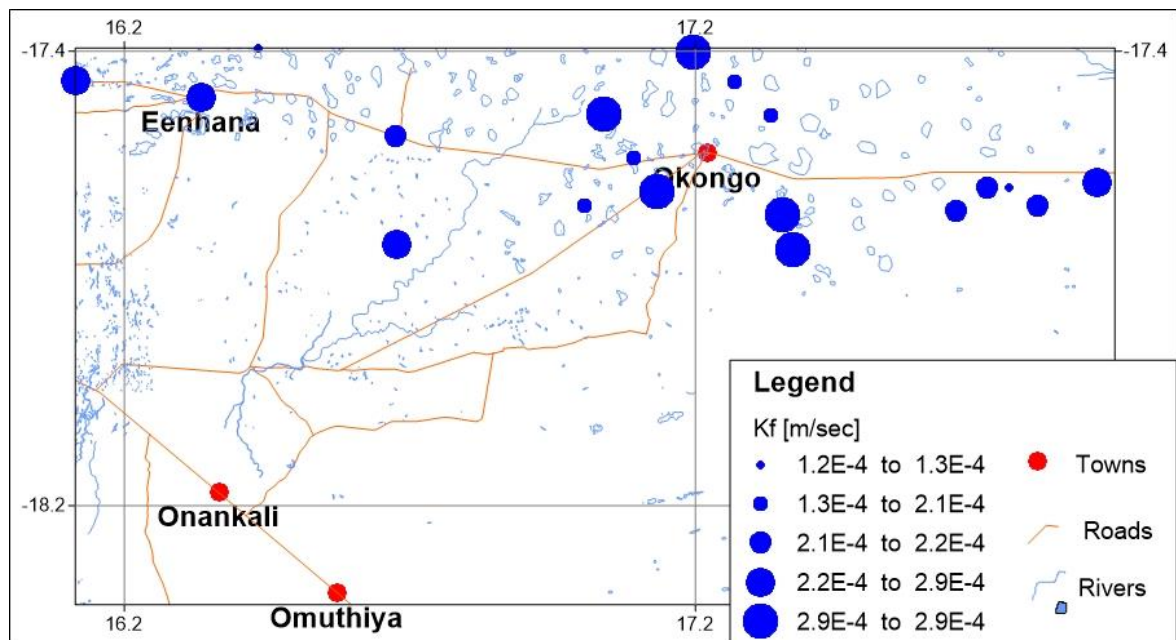 16.2 17.2
-17.4 -17.4
Eenhana
Okongo
Legend
Kf [m/sec]
1.2E-4 to 1.3E-4 Towns
1.3E-4 to 2.1E-4
-18.2
Onankali
Roads
2.1E-4 to 2.2E-4
2.2E-4 to 2.9E-4 Rivers
Omuthiya
2.9E-4 to 2.9E-4
16.2 17.2